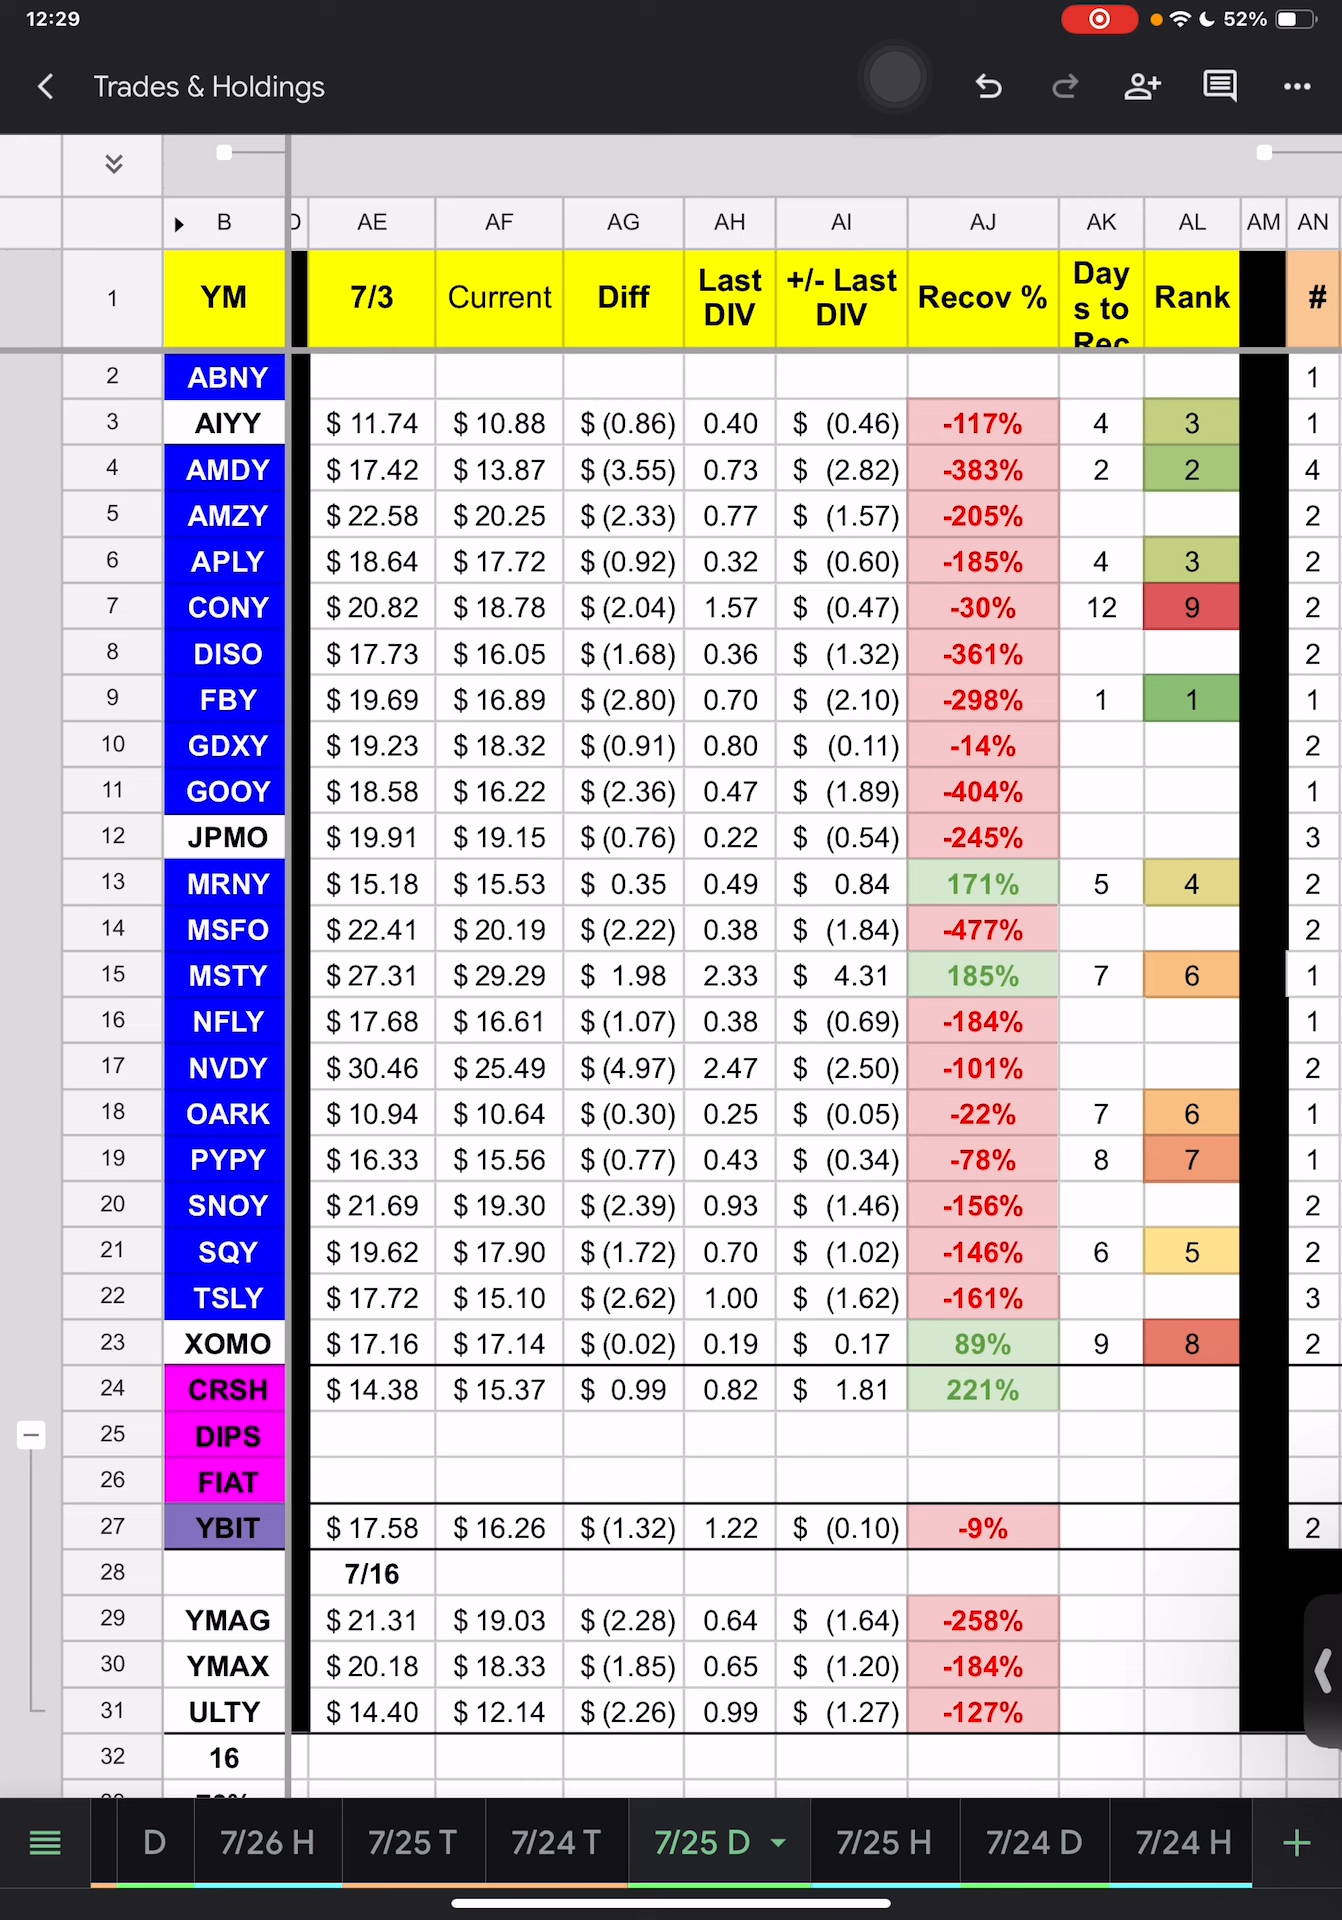 12:29 52%
Trades & Holdings
B AE AF AG AH AI AJ AK AL AM AN
1 YM 7/3 Current Diff Last DIV +/- Last DIV Recov % Days to Rec Rank #
2 ABNY 1
3 AIYY $ 11.74 $ 10.88 $ (0.86) 0.40 $ (0.46) -117% 4 3 1
4 AMDY $ 17.42 $ 13.87 $ (3.55) 0.73 $ (2.82) -383% 2 2 4
5 AMZY $ 22.58 $ 20.25 $ (2.33) 0.77 $ (1.57) -205% 2
6 APLY $ 18.64 $ 17.72 $ (0.92) 0.32 $ (0.60) -185% 4 3 2
7 CONY $ 20.82 $ 18.78 $ (2.04) 1.57 $ (0.47) -30% 12 9 2
8 DISO $ 17.73 $ 16.05 $ (1.68) 0.36 $ (1.32) -361% 2
9 FBY $ 19.69 $ 16.89 $ (2.80) 0.70 $ (2.10) -298% 1 1 1
10 GDXY $ 19.23 $ 18.32 $ (0.91) 0.80 $ (0.11) -14% 2
11 GOOY $ 18.58 $ 16.22 $ (2.36) 0.47 $ (1.89) -404% 1
12 JPMO $ 19.91 $ 19.15 $ (0.76) 0.22 $ (0.54) -245% 3
13 MRNY $ 15.18 $ 15.53 $ 0.35 0.49 $ 0.84 171% 5 4 2
14 MSFO $ 22.41 $ 20.19 $ (2.22) 0.38 $ (1.84) -477% 2
15 MSTY $ 27.31 $ 29.29 $ 1.98 2.33 $ 4.31 185% 7 6 1
16 NFLY $ 17.68 $ 16.61 $ (1.07) 0.38 $ (0.69) -184% 1
17 NVDY $ 30.46 $ 25.49 $ (4.97) 2.47 $ (2.50) -101% 2
18 OARK $ 10.94 $ 10.64 $ (0.30) 0.25 $ (0.05) -22% 7 6 1
19 PYPY $ 16.33 $ 15.56 $ (0.77) 0.43 $ (0.34) -78% 8 7 1
20 SNOY $ 21.69 $ 19.30 $ (2.39) 0.93 $ (1.46) -156% 2
21 SQY $ 19.62 $ 17.90 $ (1.72) 0.70 $ (1.02) -146% 6 5 2
22 TSLY $ 17.72 $ 15.10 $ (2.62) 1.00 $ (1.62) -161% 3
23 XOMO $ 17.16 $ 17.14 $ (0.02) 0.19 $ 0.17 89% 9 8 2
24 CRSH $ 14.38 $ 15.37 $ 0.99 0.82 $ 1.81 221%
25 DIPS
26 FIAT
27 YBIT $ 17.58 $ 16.26 $ (1.32) 1.22 $ (0.10) -9% 2
28 7/16
29 YMAG $ 21.31 $ 19.03 $ (2.28) 0.64 $ (1.64) -258%
30 YMAX $ 20.18 $ 18.33 $ (1.85) 0.65 $ (1.20) -184%
31 ULTY $ 14.40 $ 12.14 $ (2.26) 0.99 $ (1.27) -127%
32 16
D 7/26 H 7/25 T 7/24 T 7/25 D 7/25 H 7/24 D 7/24 H